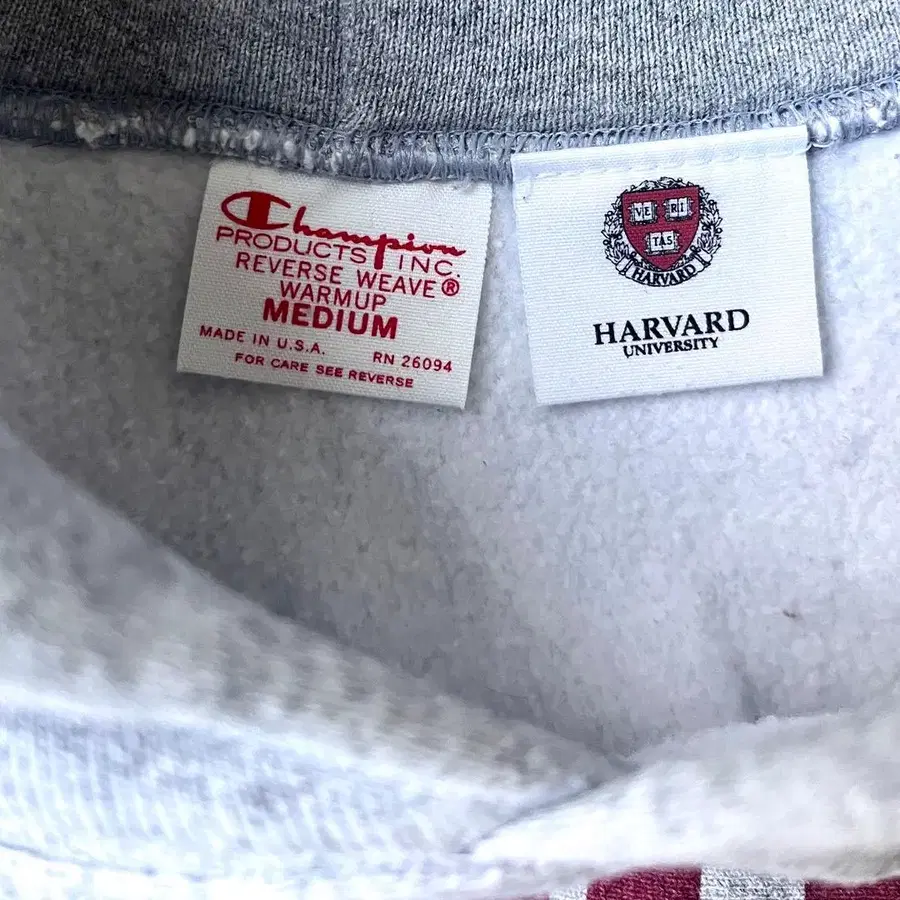 Champion
PRODUCTS INC.
REVERSE WEAVE®
WARMUP
MEDIUM
MADE IN U.S.A. RN 26094
FOR CARE SEE REVERSE
VE RI
TAS
HARVARD
HARVARD
UNIVERSITY